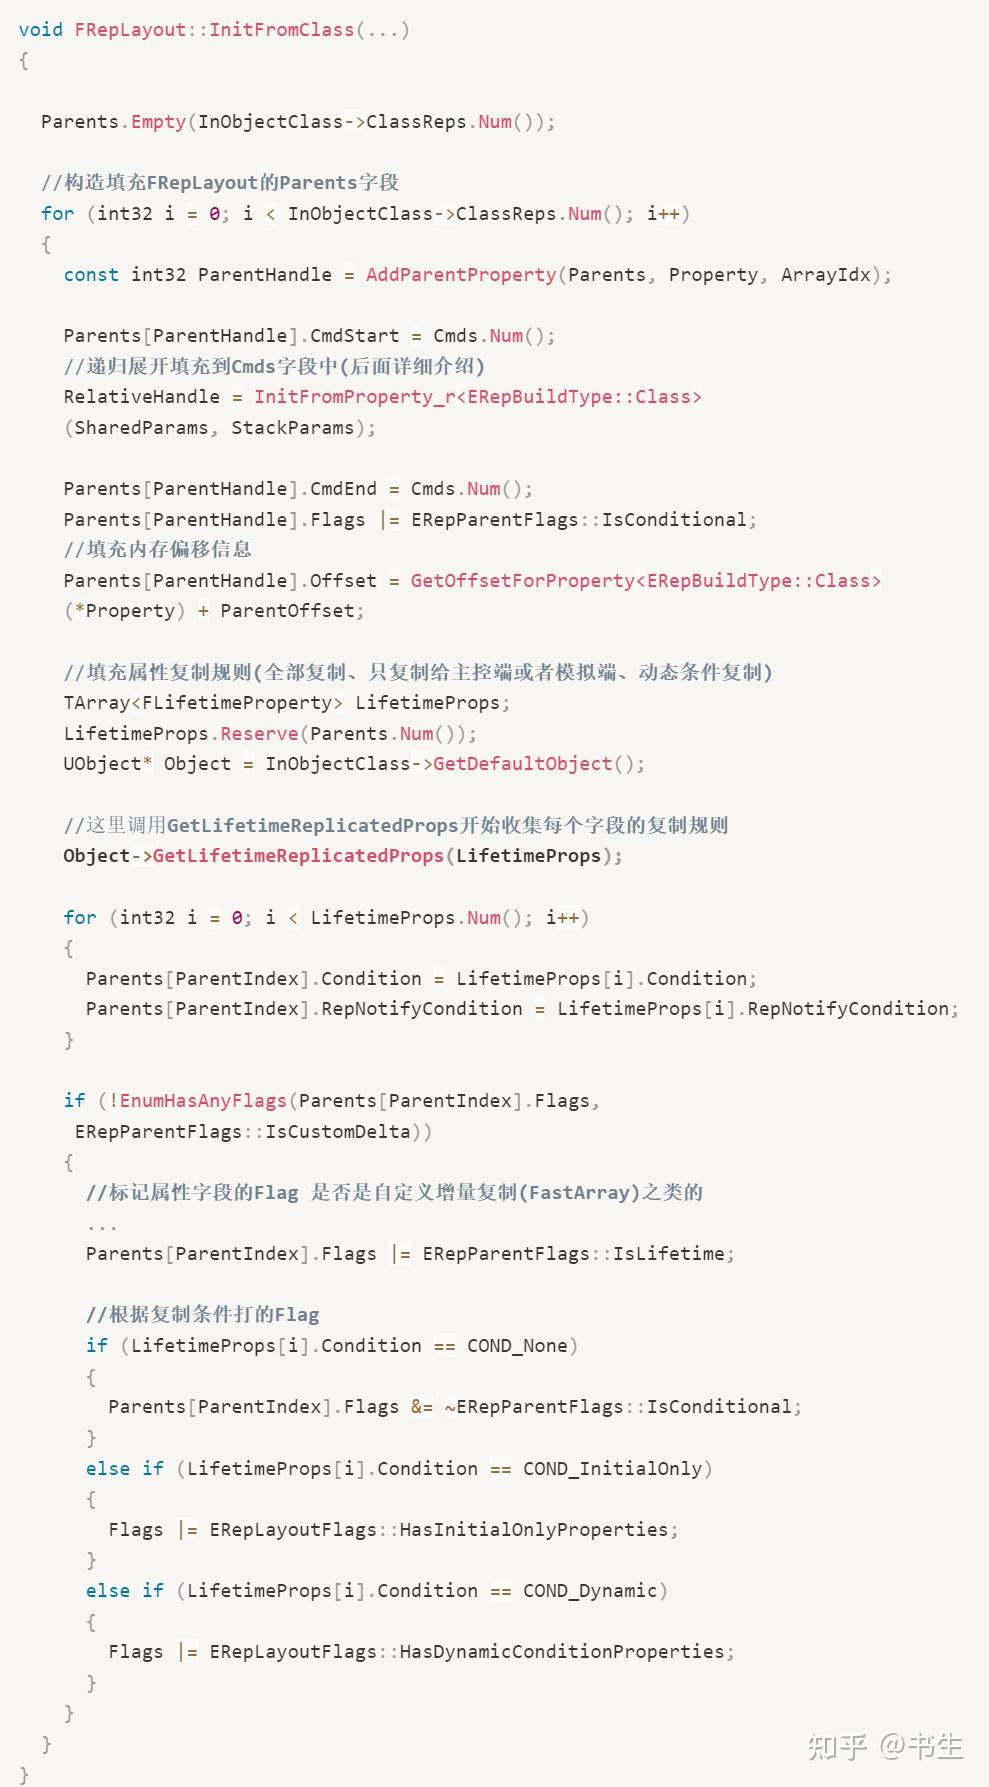 void FRepLayout::InitFromClass(...)
{
Parents.Empty(InObjectClass->ClassReps.Num());
//构造填充FRepLayout的Parents字段
for (int32 i = 0; i < InObjectClass->ClassReps.Num(); i++)
{
const int32 ParentHandle = AddParentProperty(Parents, Property, ArrayIdx);
Parents[ParentHandle].CmdStart = Cmds.Num();
//递归展开填充到Cmds字段中(后面详细介绍)
RelativeHandle = InitFromProperty_r<ERepBuildType::Class>
(SharedParams, StackParams);
Parents[ParentHandle].CmdEnd = Cmds.Num();
Parents[ParentHandle].Flags |= ERepParentFlags::IsConditional;
//填充内存偏移信息
Parents[ParentHandle].Offset = GetOffsetForProperty<ERepBuildType::Class>
(*Property) + ParentOffset;
//填充属性复制规则(全部复制、只复制给主控端或者模拟端、动态条件复制)
TArray<FLifetimeProperty> LifetimeProps;
LifetimeProps.Reserve(Parents.Num());
UObject* Object = InObjectClass->GetDefaultObject();
//这里调用GetLifetimeReplicatedProps开始收集每个字段的复制规则
Object->GetLifetimeReplicatedProps(LifetimeProps);
for (int32 i = 0; i < LifetimeProps.Num(); i++)
{
Parents[ParentIndex].Condition = LifetimeProps[i].Condition;
Parents[ParentIndex].RepNotifyCondition = LifetimeProps[i].RepNotifyCondition;
}
if (!EnumHasAnyFlags(Parents[ParentIndex].Flags,
ERepParentFlags::IsCustomDelta))
{
//标记属性字段的Flag 是否是自定义增量复制(FastArray)之类的
...
Parents[ParentIndex].Flags |= ERepParentFlags::IsLifetime;
//根据复制条件打的Flag
if (LifetimeProps[i].Condition == COND_None)
{
Parents[ParentIndex].Flags &= ~ERepParentFlags::IsConditional;
}
else if (LifetimeProps[i].Condition == COND_InitialOnly)
{
Flags |= ERepLayoutFlags::HasInitialOnlyProperties;
}
else if (LifetimeProps[i].Condition == COND_Dynamic)
{
Flags |= ERepLayoutFlags::HasDynamicConditionProperties;
}
}
}
}
知乎 @书生